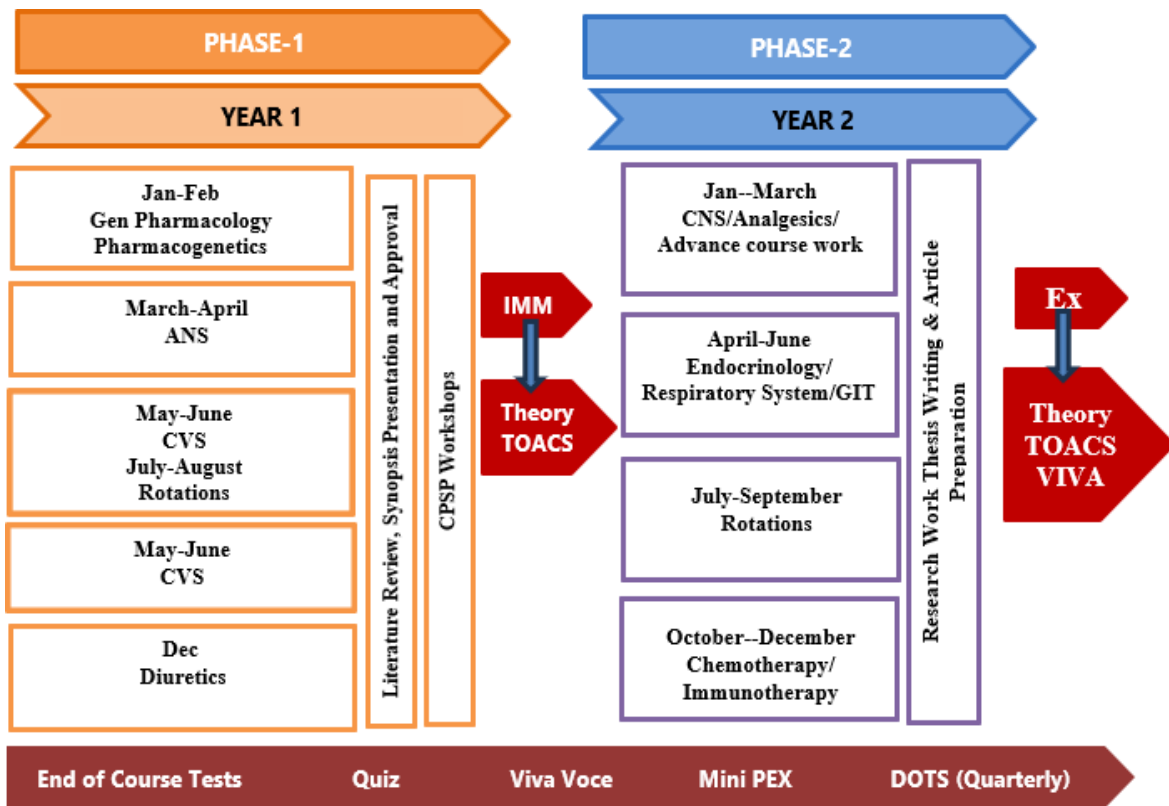 PHASE-1
YEAR 1
Jan-Feb
Gen Pharmacology
Pharmacogenetics
March-April
ANS
May-June
CVS
July-August
Rotations
May-June
CVS
Dec
Diuretics
Literature Review, Synopsis Presentation and Approval
CPSP Workshops
IMM
Theory
TOACS
PHASE-2
YEAR 2
Jan--March
CNS/Analgesics/
Advance course work
April-June
Endocrinology/
Respiratory System/GIT
July-September
Rotations
October--December
Chemotherapy/
Immunotherapy
Research Work Thesis Writing & Article
Preparation
Ex
Theory
TOACS
VIVA
End of Course Tests Quiz Viva Voce Mini PEX DOTS (Quarterly)